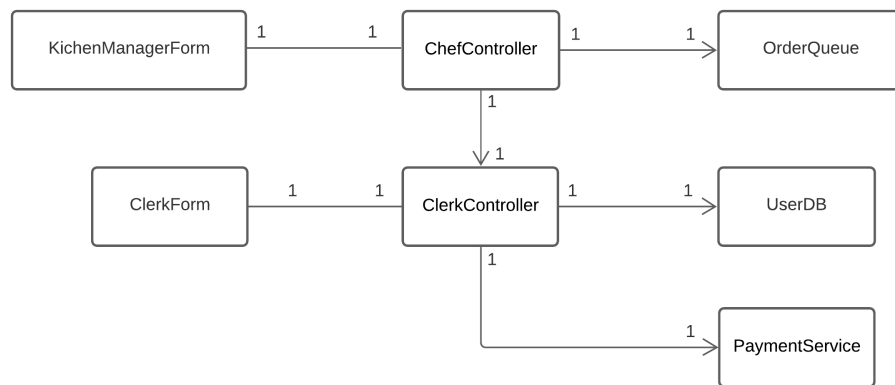 KichenManagerForm
1
1
ChefController
1
1
OrderQueue
1
1
ClerkForm
1
1
ClerkController
1
1
UserDB
1
1
PaymentService